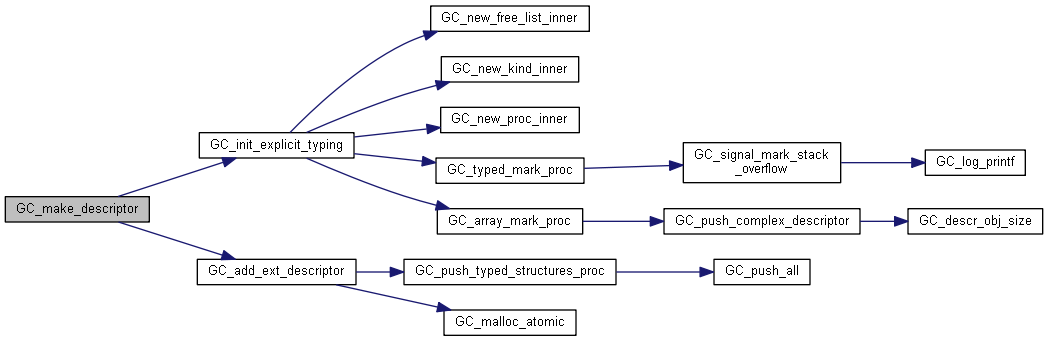 GC_new_free_list_inner
GC_new_kind_inner
GC_new_proc_inner
GC_init_explicit_typing
GC_signal_mark_stack
_overflow
GC_log_printf
GC_typed_mark_proc
GC_make_descriptor
GC_array_mark_proc
GC_push_complex_descriptor
GC_descr_obj_size
GC_add_ext_descriptor
GC_push_typed_structures_proc
GC_push_all
GC_malloc_atomic